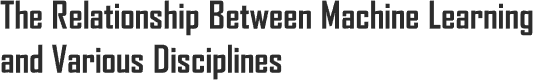 The Relationship Between Machine Learning
and Various Disciplines